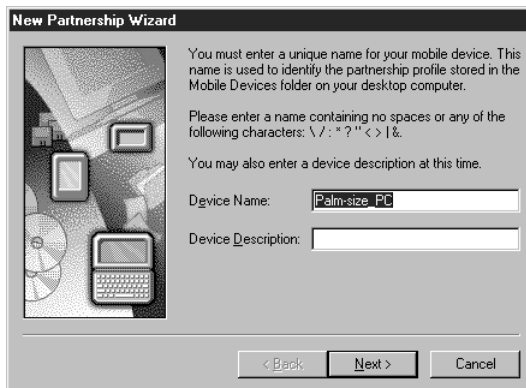 New Partnership Wizard
You must enter a unique name for your mobile device. This
name is used to identify the partnership profile stored in the
Mobile Devices folder on your desktop computer.
Please enter a name containing no spaces or any of the
following characters: \ / : * ? " < > | &.
You may also enter a device description at this time.
Device Name: Palm-size_PC
Device Description:
< Back Next > Cancel